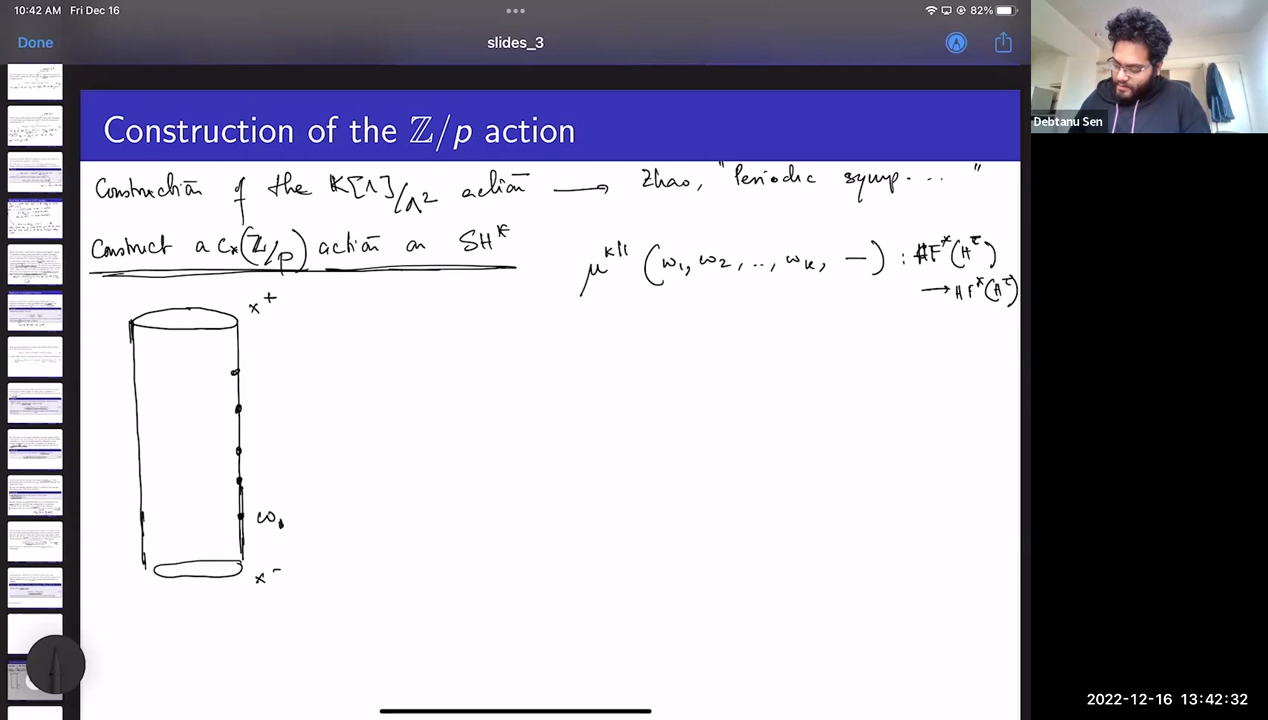 10:42 AM Fri Dec 16
82%
Done
slides_3
Construction of the ℤ/p action
Construction of the K[Λ]/Λ² action → Zhao, "Periodic symp...."
Construct a C*(ℤ/p) action on SH^K
μ^{k|1} (ω₁, ω₂, .., ω_k, —) : HF*(H^τ)
→ HF*(H^τ)
x⁺
ω₁
x⁻
Debtanu Sen
2022-12-16 13:42:32